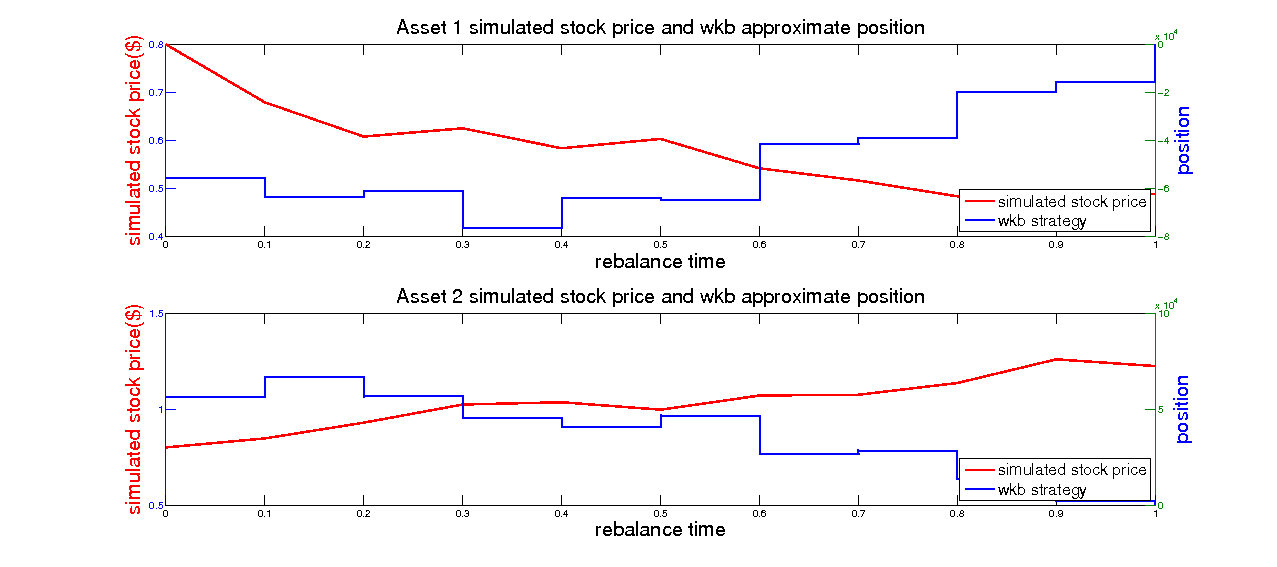 Asset 1 simulated stock price and wkb approximate position
x 10^4
simulated stock price($)
0.8
0.7
0.6
0.5
0.4
0
−2
−4
−6
−8
position
simulated stock price
wkb strategy
0 0.1 0.2 0.3 0.4 0.5 0.6 0.7 0.8 0.9 1
rebalance time
Asset 2 simulated stock price and wkb approximate position
x 10^4
simulated stock price($)
1.5
1
0.5
10
5
0
position
simulated stock price
wkb strategy
0 0.1 0.2 0.3 0.4 0.5 0.6 0.7 0.8 0.9 1
rebalance time